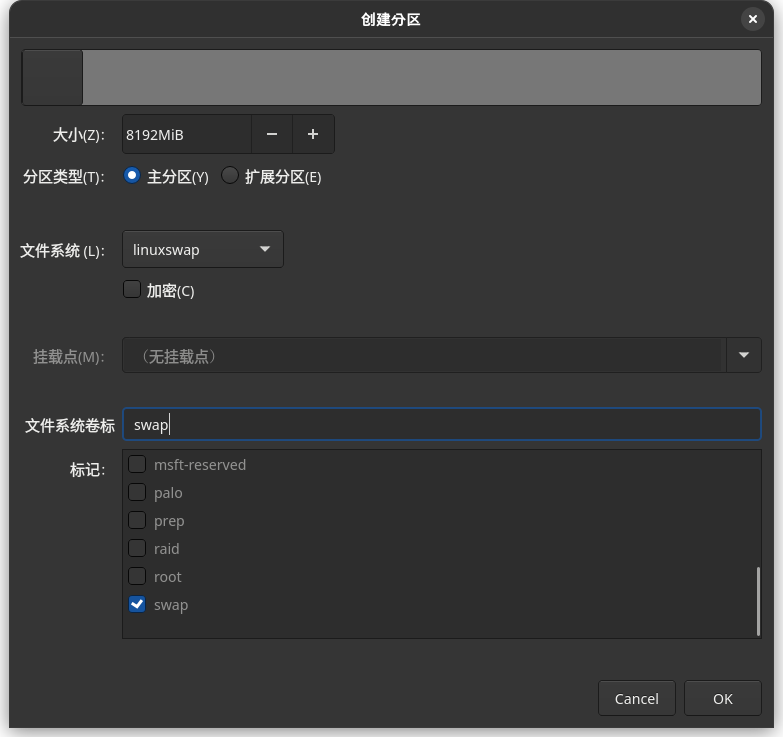 创建分区
大小(Z): 8192MiB
分区类型(T): 主分区(Y) 扩展分区(E)
文件系统 (L): linuxswap
加密(C)
挂载点(M): （无挂载点）
文件系统卷标 swap
标记: msft-reserved
palo
prep
raid
root
swap
Cancel OK